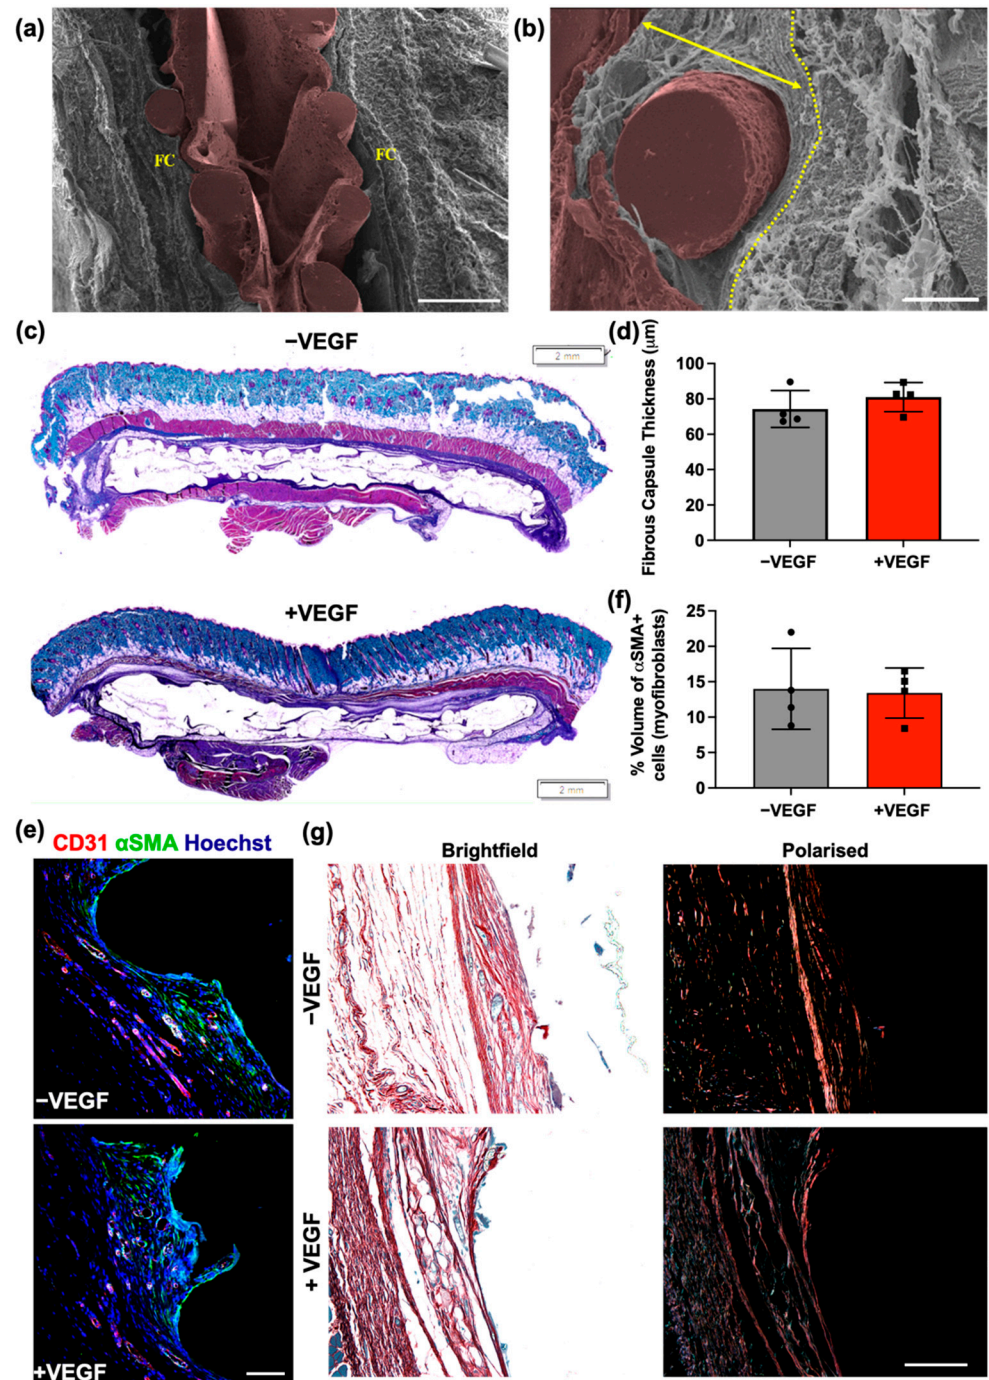 (a)
FC
FC
(b)
(c)
−VEGF
2 mm
+VEGF
2 mm
(d)
Fibrous Capsule Thickness (μm)
100
80
60
40
20
0
−VEGF
+VEGF
(f)
% Volume of αSMA+
cells (myofibroblasts)
25
20
15
10
5
0
−VEGF
+VEGF
(e)
CD31 αSMA Hoechst
−VEGF
+VEGF
(g)
Brightfield
Polarised
−VEGF
+ VEGF